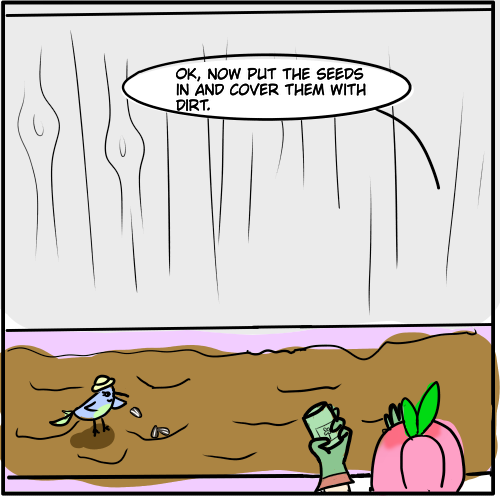 OK, NOW PUT THE SEEDS
IN AND COVER THEM WITH
DIRT.